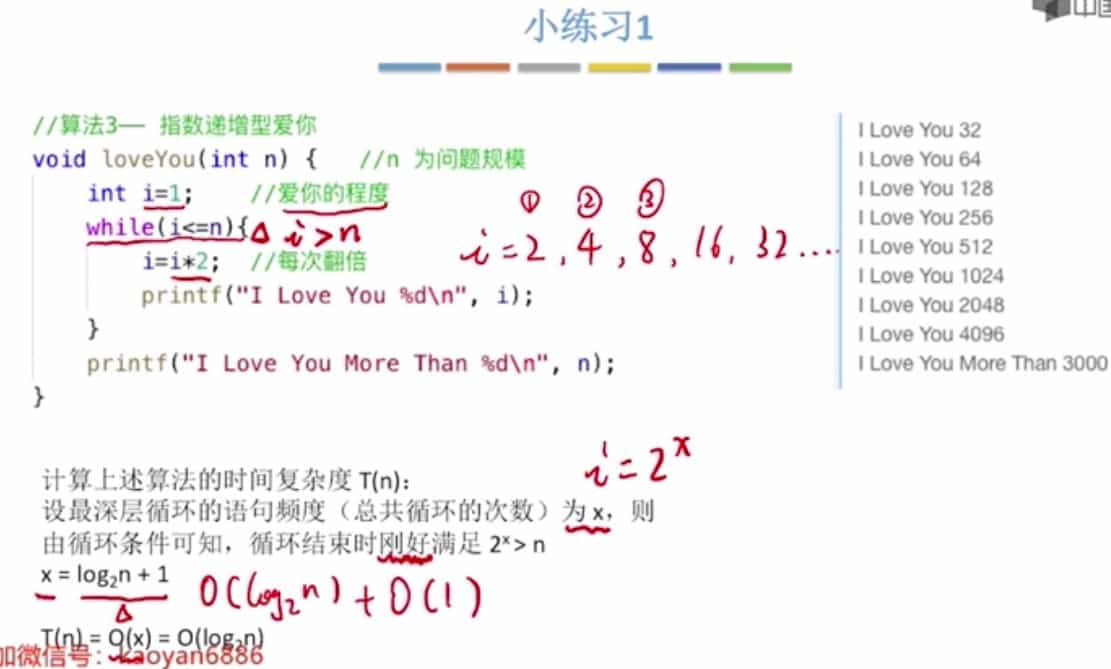 小练习1
//算法3— 指数递增型爱你
void loveYou(int n) { //n 为问题规模
int i=1; //爱你的程度
① ② ③
while(i<=n){ i>n
i=2,4,8,16,32....
i=i*2; //每次翻倍
printf("I Love You %d\n", i);
}
printf("I Love You More Than %d\n", n);
}
I Love You 32
I Love You 64
I Love You 128
I Love You 256
I Love You 512
I Love You 1024
I Love You 2048
I Love You 4096
I Love You More Than 3000
i=2ˣ
计算上述算法的时间复杂度 T(n)：
设最深层循环的语句频度（总共循环的次数）为 x，则
由循环条件可知，循环结束时刚好满足 2ˣ > n
x = log₂n + 1 O(log₂n)+O(1)
T(n) = O(x) = O(log₂n)
加微信号：kaoyan6886